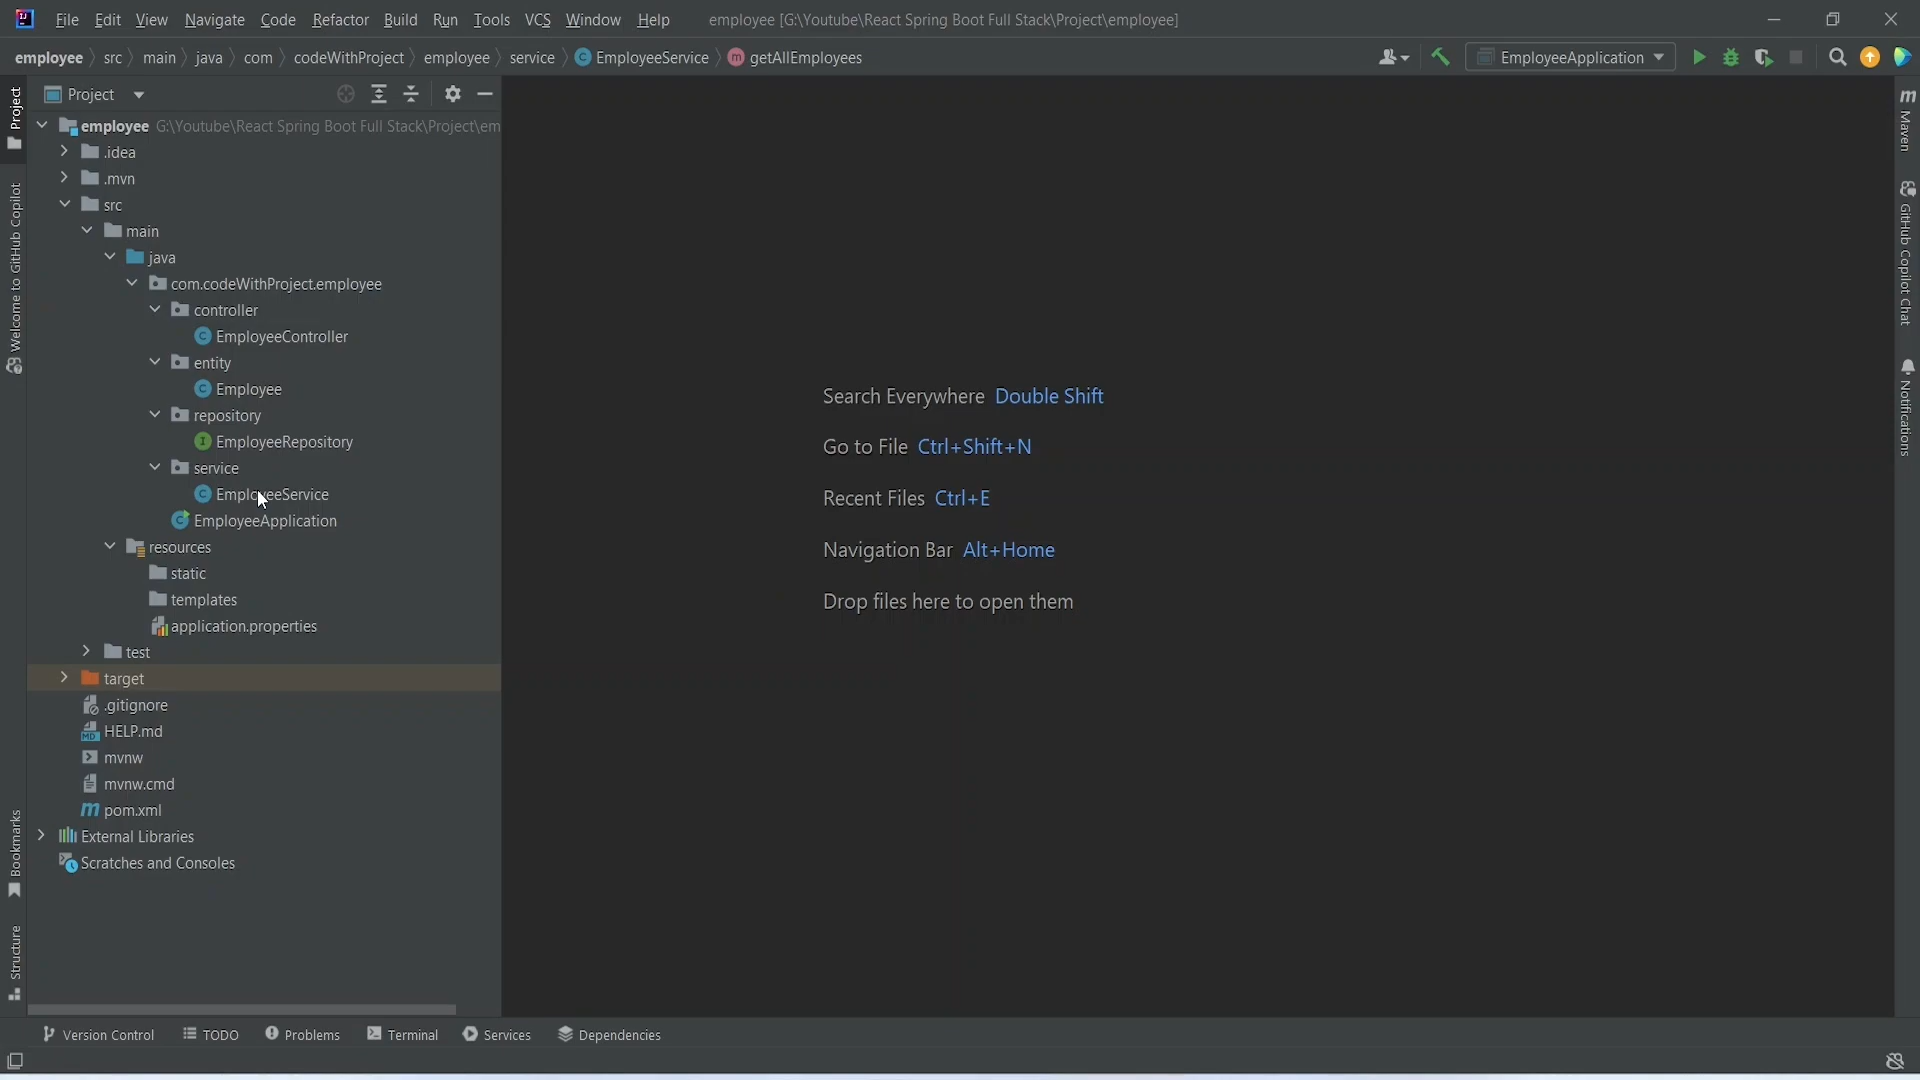 File Edit View Navigate Code Refactor Build Run Tools VCS Window Help employee [G:\Youtube\React Spring Boot Full Stack\Project\employee]
employee src main java com codeWithProject employee service EmployeeService getAllEmployees EmployeeApplication
Project
employee G:\Youtube\React Spring Boot Full Stack\Project\em
.idea
.mvn
src
main
java
com.codeWithProject.employee
controller
EmployeeController
entity
Employee
repository
EmployeeRepository
service
EmployeeService
EmployeeApplication
resources
static
templates
application.properties
test
target
.gitignore
HELP.md
mvnw
mvnw.cmd
pom.xml
External Libraries
Scratches and Consoles
Search Everywhere Double Shift
Go to File Ctrl+Shift+N
Recent Files Ctrl+E
Navigation Bar Alt+Home
Drop files here to open them
Project
Welcome to GitHub Copilot
Bookmarks
Structure
Maven
GitHub Copilot Chat
Notifications
Version Control TODO Problems Terminal Services Dependencies